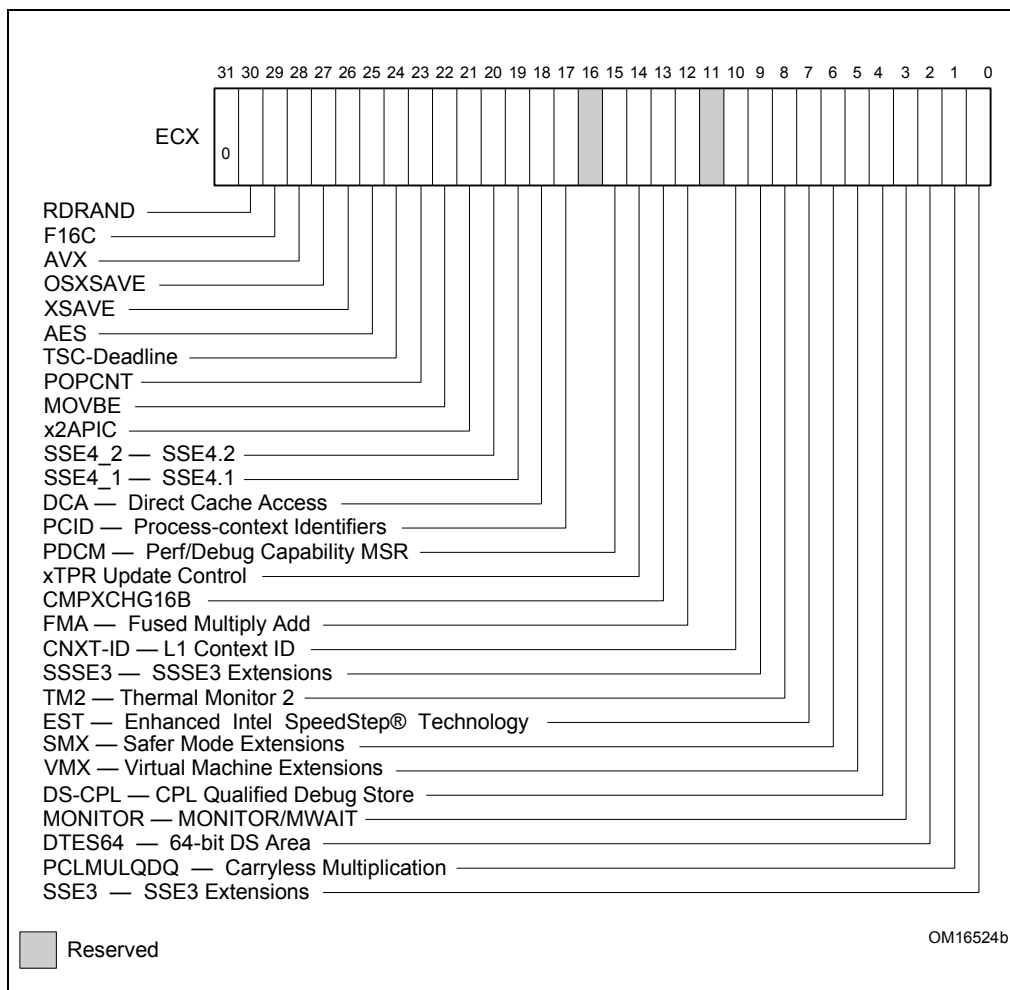 31 30 29 28 27 26 25 24 23 22 21 20 19 18 17 16 15 14 13 12 11 10 9 8 7 6 5 4 3 2 1 0
ECX
0
RDRAND
F16C
AVX
OSXSAVE
XSAVE
AES
TSC-Deadline
POPCNT
MOVBE
x2APIC
SSE4_2 — SSE4.2
SSE4_1 — SSE4.1
DCA — Direct Cache Access
PCID — Process-context Identifiers
PDCM — Perf/Debug Capability MSR
xTPR Update Control
CMPXCHG16B
FMA — Fused Multiply Add
CNXT-ID — L1 Context ID
SSSE3 — SSSE3 Extensions
TM2 — Thermal Monitor 2
EST — Enhanced Intel SpeedStep® Technology
SMX — Safer Mode Extensions
VMX — Virtual Machine Extensions
DS-CPL — CPL Qualified Debug Store
MONITOR — MONITOR/MWAIT
DTES64 — 64-bit DS Area
PCLMULQDQ — Carryless Multiplication
SSE3 — SSE3 Extensions
Reserved
OM16524b